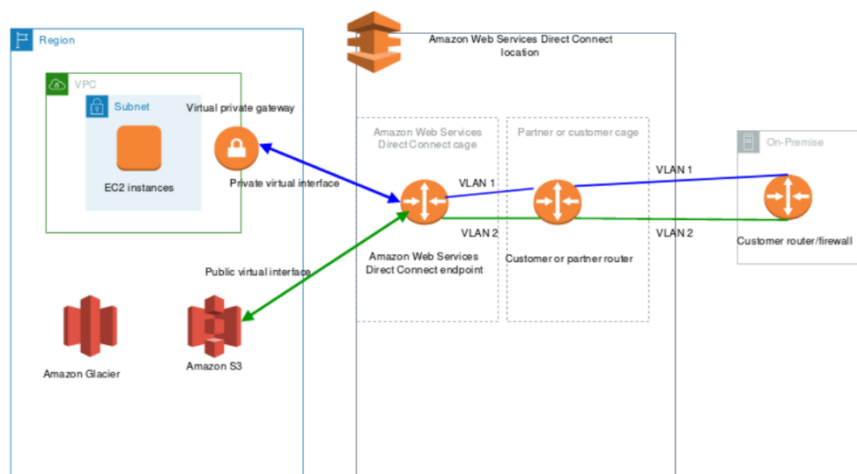 Region
VPC
Subnet
EC2 instances
Virtual private gateway
Private virtual interface
Public virtual interface
Amazon Glacier
Amazon S3
Amazon Web Services Direct Connect
location
Amazon Web Services
Direct Connect cage
Partner or customer cage
VLAN 1
VLAN 2
Amazon Web Services
Direct Connect endpoint
Customer or partner router
VLAN 1
VLAN 2
On-Premise
Customer router/firewall